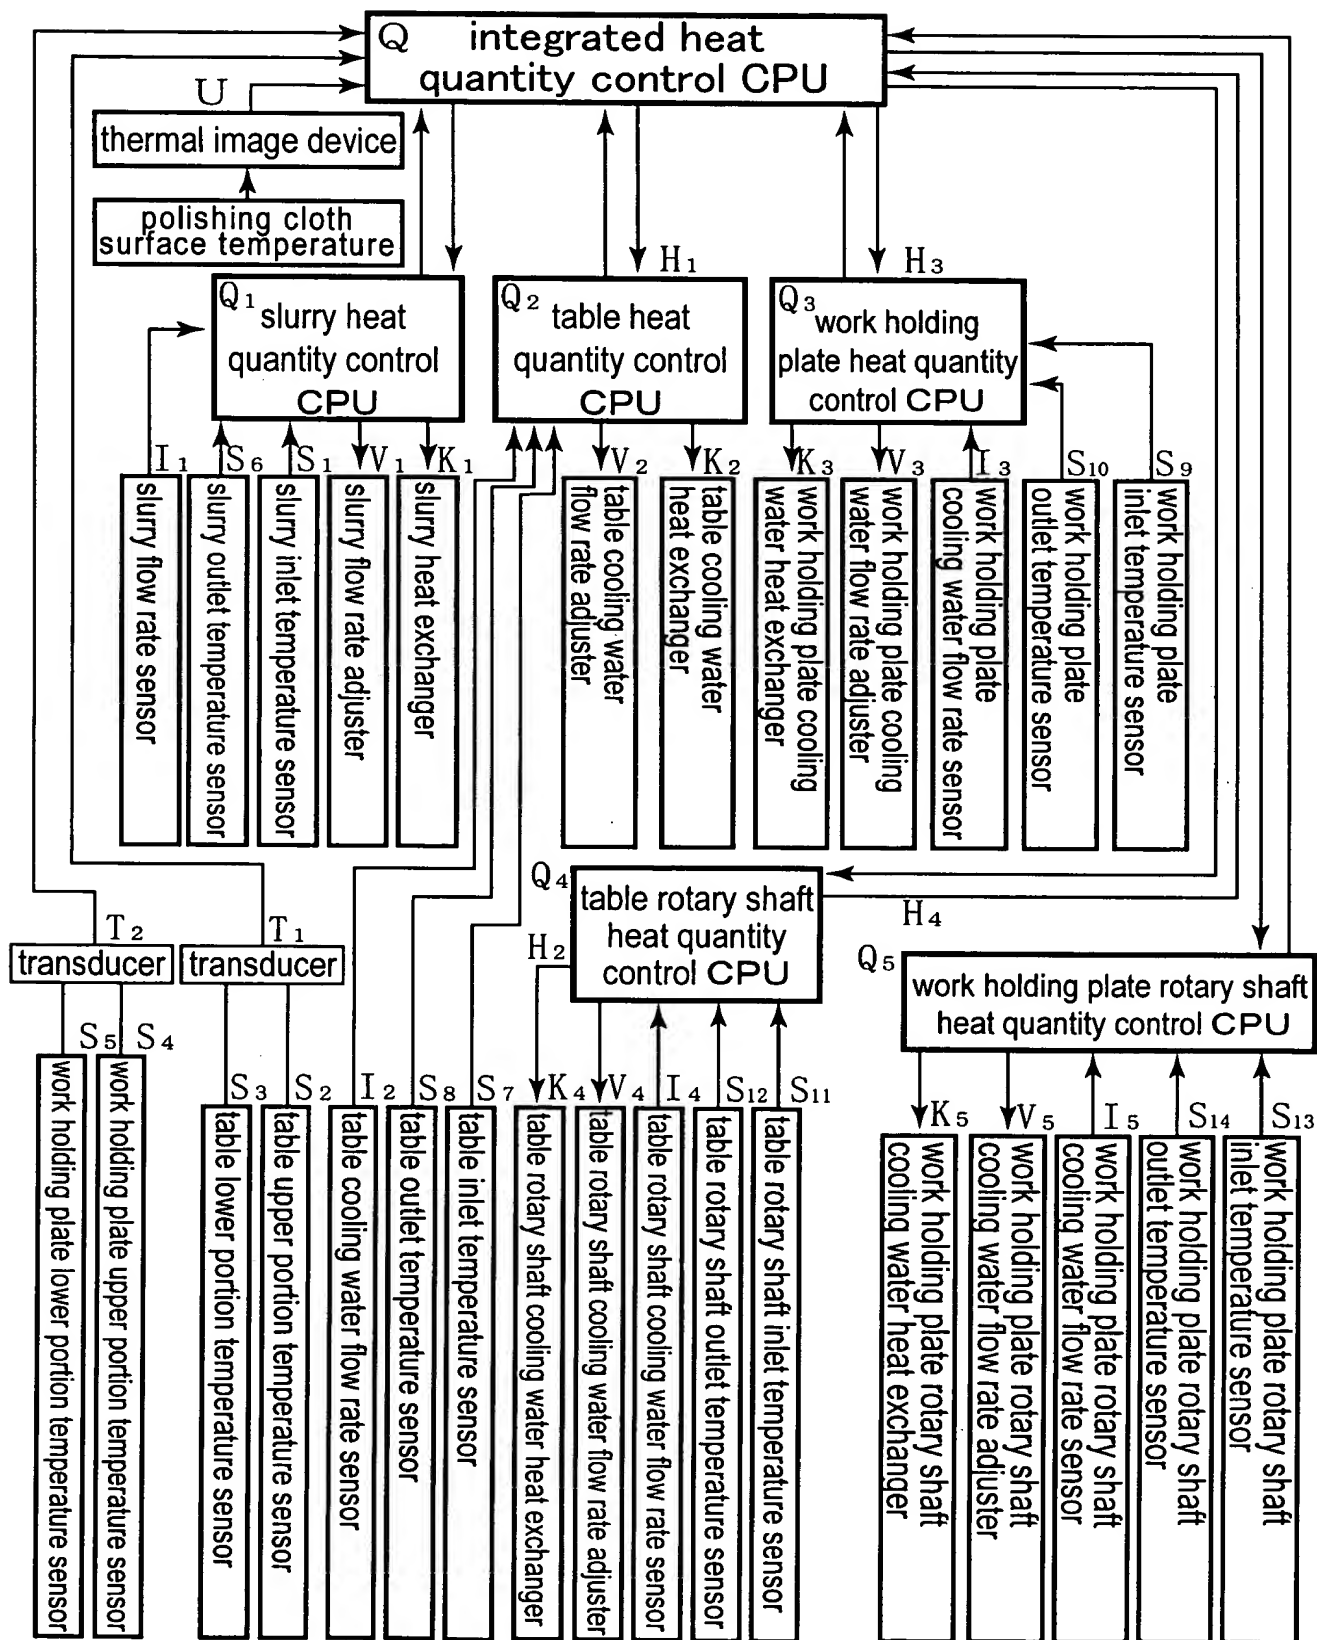 Q
integrated heat
quantity control CPU
U
thermal image device
polishing cloth
surface temperature
H1
H3
Q1
slurry heat
quantity control
CPU
Q2
table heat
quantity control
CPU
Q3
work holding
plate heat quantity
control CPU
I1
S6
S1
V1
K1
V2
K2
K3
V3
I3
S10
S9
slurry flow rate sensor
slurry outlet temperature sensor
slurry inlet temperature sensor
slurry flow rate adjuster
slurry heat exchanger
table cooling water
flow rate adjuster
table cooling water
heat exchanger
work holding plate cooling
water heat exchanger
work holding plate cooling
water flow rate adjuster
work holding plate
cooling water flow rate sensor
work holding plate
outlet temperature sensor
work holding plate
inlet temperature sensor
Q4
table rotary shaft
heat quantity
control CPU
H4
H2
T2
transducer
T1
transducer
Q5
work holding plate rotary shaft
heat quantity control CPU
S5
S4
S3
S2
I2
S8
S7
K4
V4
I4
S12
S11
K5
V5
I5
S14
S13
work holding plate lower portion temperature sensor
work holding plate upper portion temperature sensor
table lower portion temperature sensor
table upper portion temperature sensor
table cooling water flow rate sensor
table outlet temperature sensor
table inlet temperature sensor
table rotary shaft cooling water heat exchanger
table rotary shaft cooling water flow rate adjuster
table rotary shaft cooling water flow rate sensor
table rotary shaft outlet temperature sensor
table rotary shaft inlet temperature sensor
work holding plate rotary shaft
cooling water heat exchanger
work holding plate rotary shaft
cooling water flow rate adjuster
work holding plate rotary shaft
cooling water flow rate sensor
work holding plate rotary shaft
outlet temperature sensor
work holding plate rotary shaft
inlet temperature sensor